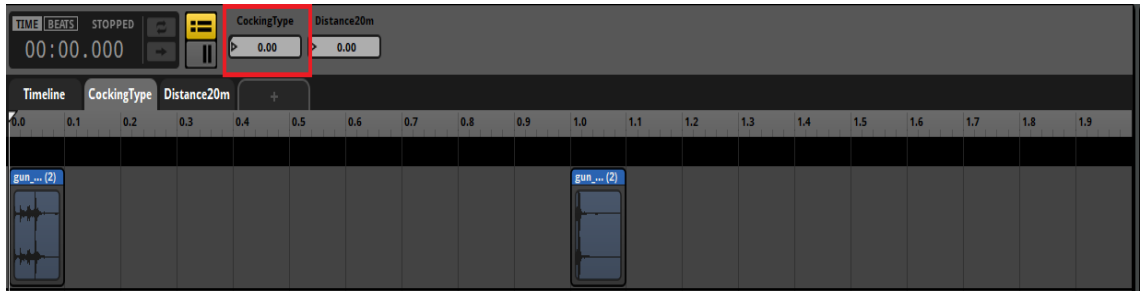 TIME BEATS STOPPED
00:00.000
CockingType Distance20m
0.00 0.00
Timeline CockingType Distance20m +
0.0 0.1 0.2 0.3 0.4 0.5 0.6 0.7 0.8 0.9 1.0 1.1 1.2 1.3 1.4 1.5 1.6 1.7 1.8 1.9
gun_... (2) gun_... (2)